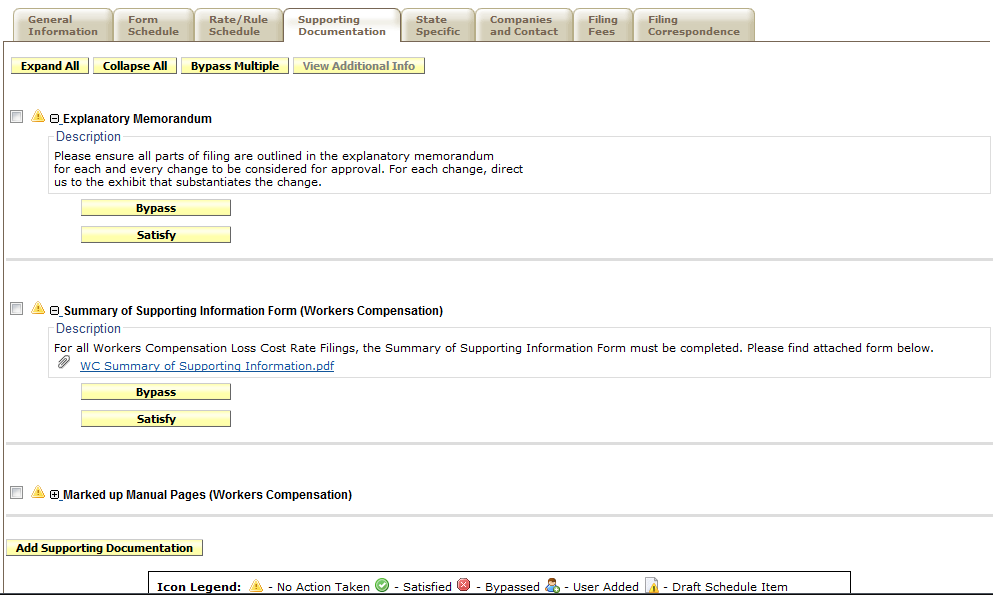 General Information
Form Schedule
Rate/Rule Schedule
Supporting Documentation
State Specific
Companies and Contact
Filing Fees
Filing Correspondence
Expand All Collapse All Bypass Multiple View Additional Info
Explanatory Memorandum
Description
Please ensure all parts of filing are outlined in the explanatory memorandum
for each and every change to be considered for approval. For each change, direct
us to the exhibit that substantiates the change.
Bypass
Satisfy
Summary of Supporting Information Form (Workers Compensation)
Description
For all Workers Compensation Loss Cost Rate Filings, the Summary of Supporting Information Form must be completed. Please find attached form below.
WC Summary of Supporting Information.pdf
Bypass
Satisfy
Marked up Manual Pages (Workers Compensation)
Add Supporting Documentation
Icon Legend: - No Action Taken - Satisfied - Bypassed - User Added - Draft Schedule Item